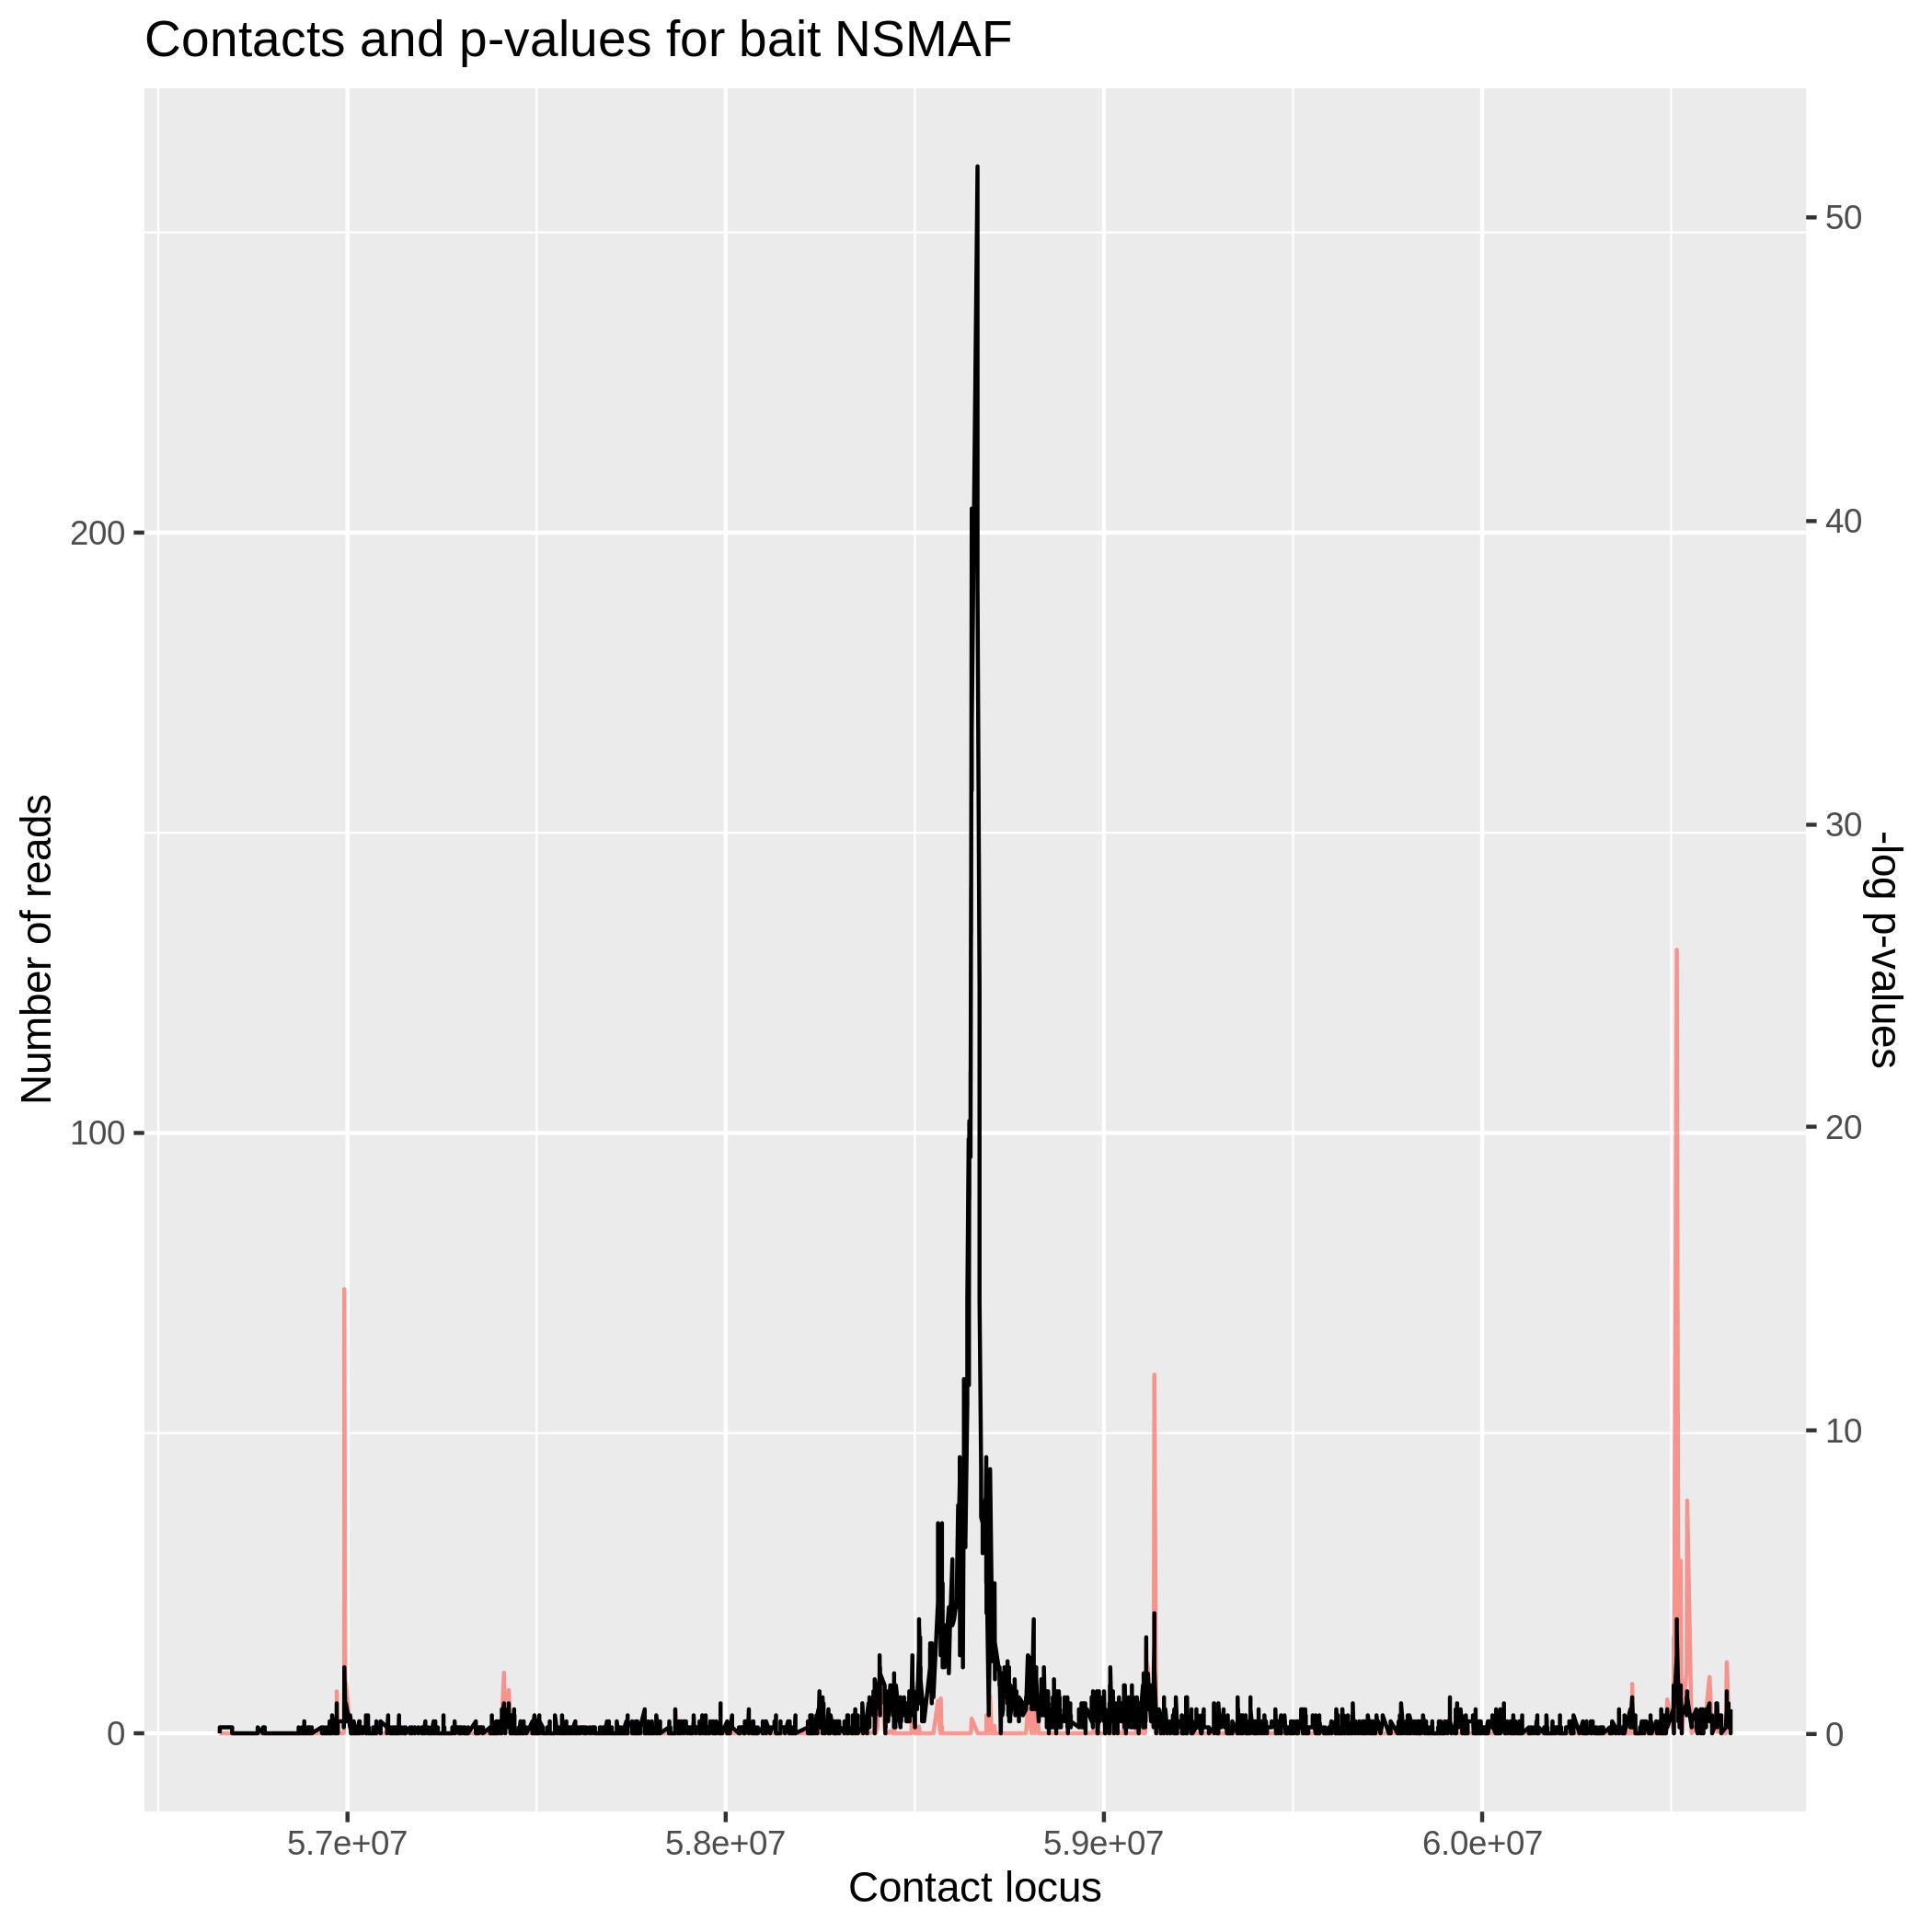 Contacts and p-values for bait NSMAF
Number of reads
200
100
0
50
40
30
20
10
0
-log p-values
5.7e+07
5.8e+07
5.9e+07
6.0e+07
Contact locus